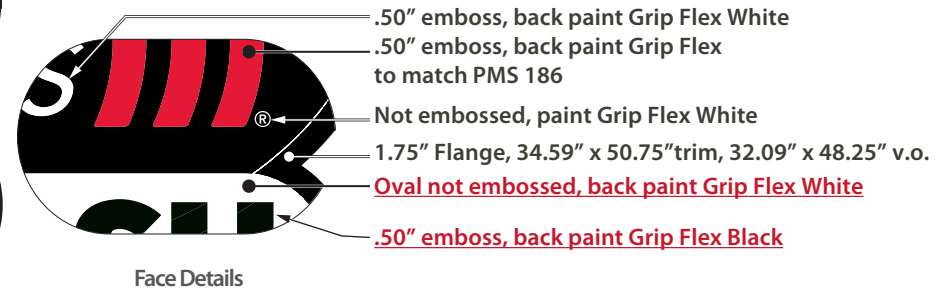 .50” emboss, back paint Grip Flex White
.50” emboss, back paint Grip Flex
to match PMS 186
S
®
Not embossed, paint Grip Flex White
1.75” Flange, 34.59” x 50.75”trim, 32.09” x 48.25” v.o.
Oval not embossed, back paint Grip Flex White
.50” emboss, back paint Grip Flex Black
Face Details